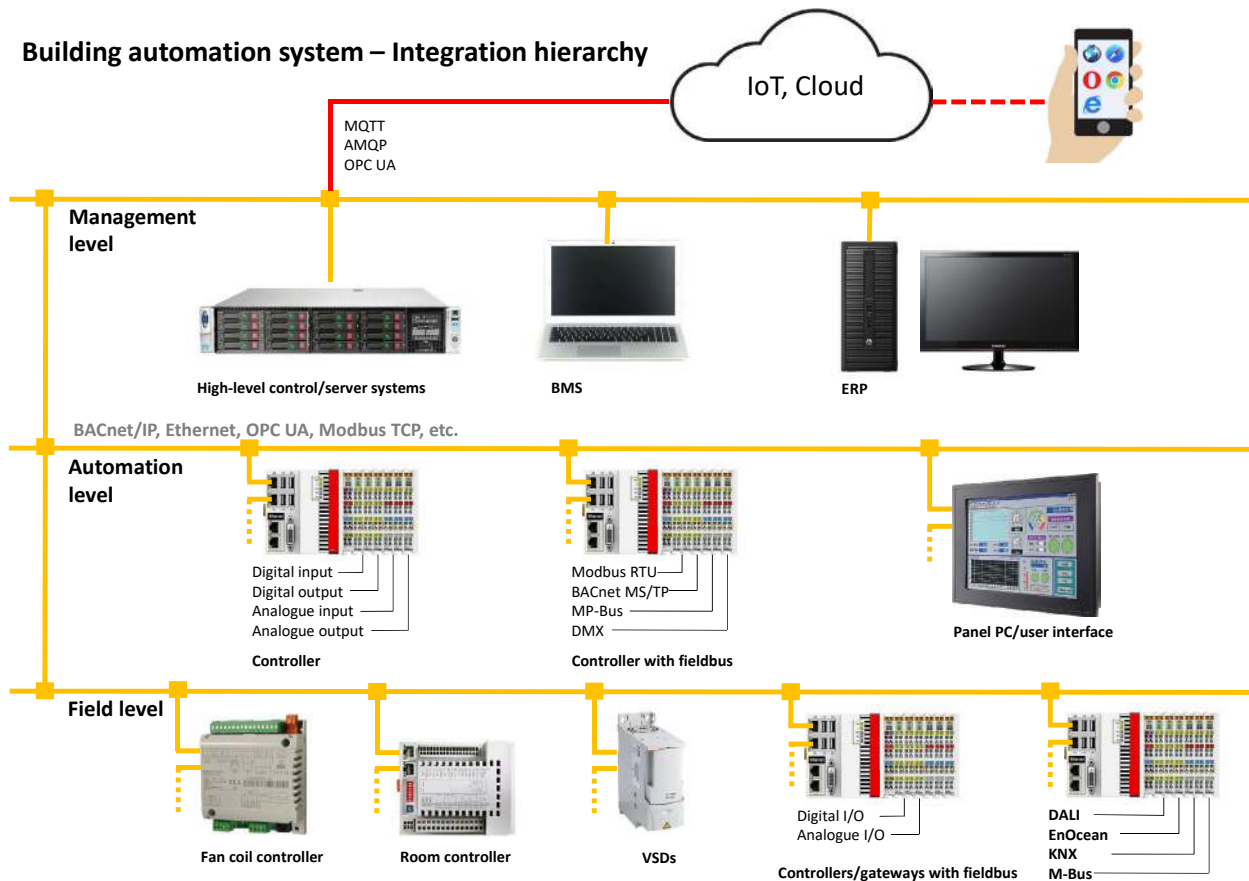 Building automation system – Integration hierarchy
IoT, Cloud
MQTT
AMQP
OPC UA
Management
level
High-level control/server systems
BMS
ERP
BACnet/IP, Ethernet, OPC UA, Modbus TCP, etc.
Automation
level
Digital input
Digital output
Analogue input
Analogue output
Controller
Modbus RTU
BACnet MS/TP
MP-Bus
DMX
Controller with fieldbus
Panel PC/user interface
Field level
Fan coil controller
Room controller
VSDs
Digital I/O
Analogue I/O
Controllers/gateways with fieldbus
DALI
EnOcean
KNX
M-Bus